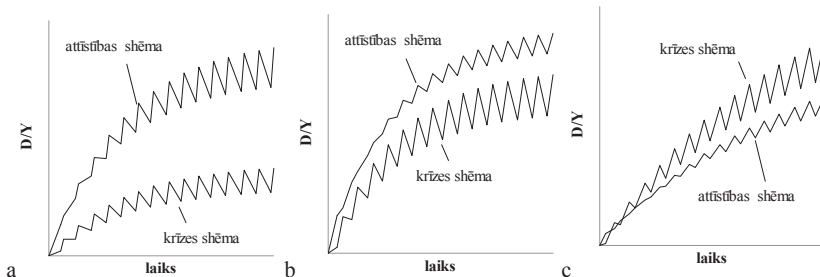 attīstības shēma
D/Y
krīzes shēma
laiks
a
attīstības shēma
D/Y
krīzes shēma
laiks
b
krīzes shēma
D/Y
attīstības shēma
laiks
c